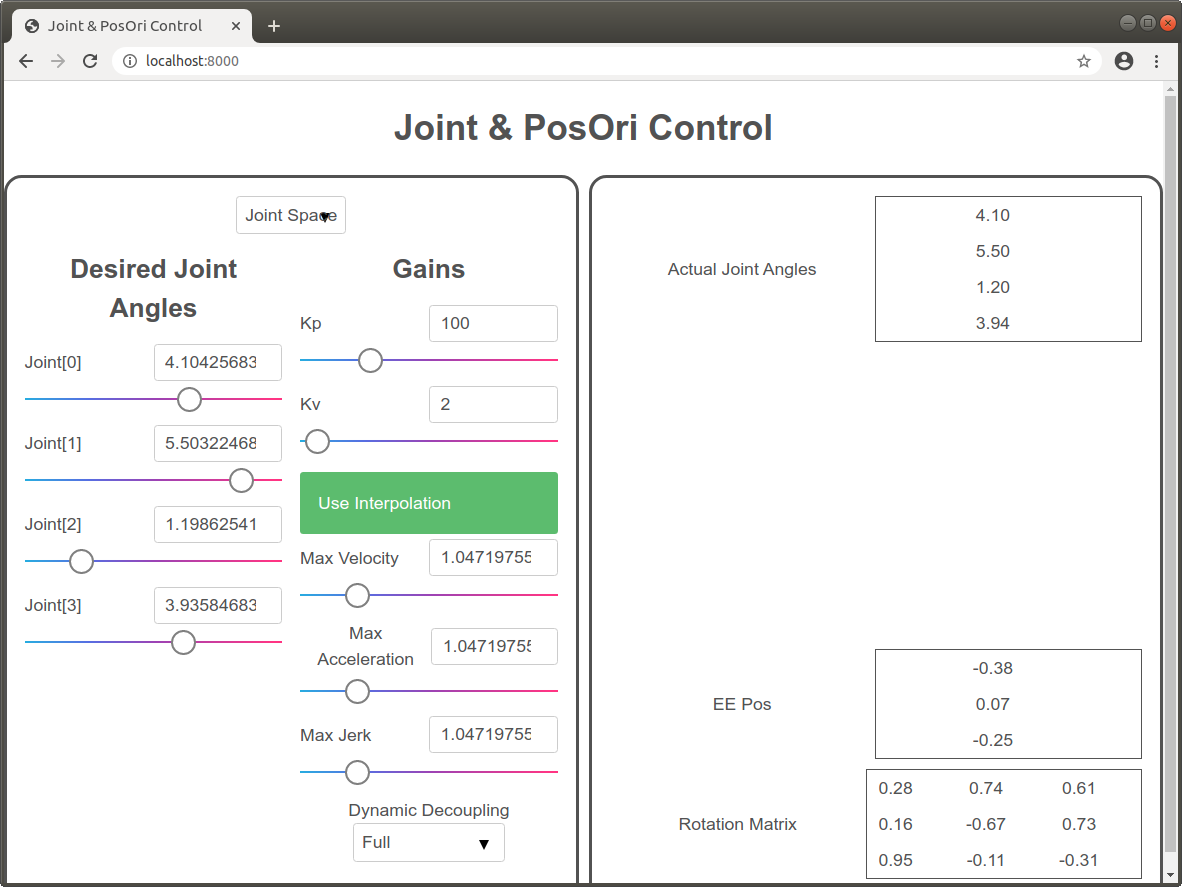 Joint & PosOri Control
localhost:8000
Joint & PosOri Control
Joint Space
Desired Joint
Angles
Joint[0]
4.10425683
Joint[1]
5.50322468
Joint[2]
1.19862541
Joint[3]
3.93584683
Gains
Kp
100
Kv
2
Use Interpolation
Max Velocity
1.04719755
Max
Acceleration
1.04719755
Max Jerk
1.04719755
Dynamic Decoupling
Full
Actual Joint Angles
4.10
5.50
1.20
3.94
EE Pos
-0.38
0.07
-0.25
Rotation Matrix
0.28 0.74 0.61
0.16 -0.67 0.73
0.95 -0.11 -0.31